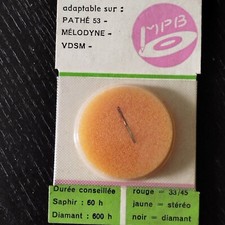 adaptable sur :
PATHÉ 53 -
MÉLODYNE -
VDSM -
MPB
Durée conseillée
Saphir : 60 h
Diamant : 600 h
rouge = 33/45
jaune = stéréo
noir = diamant